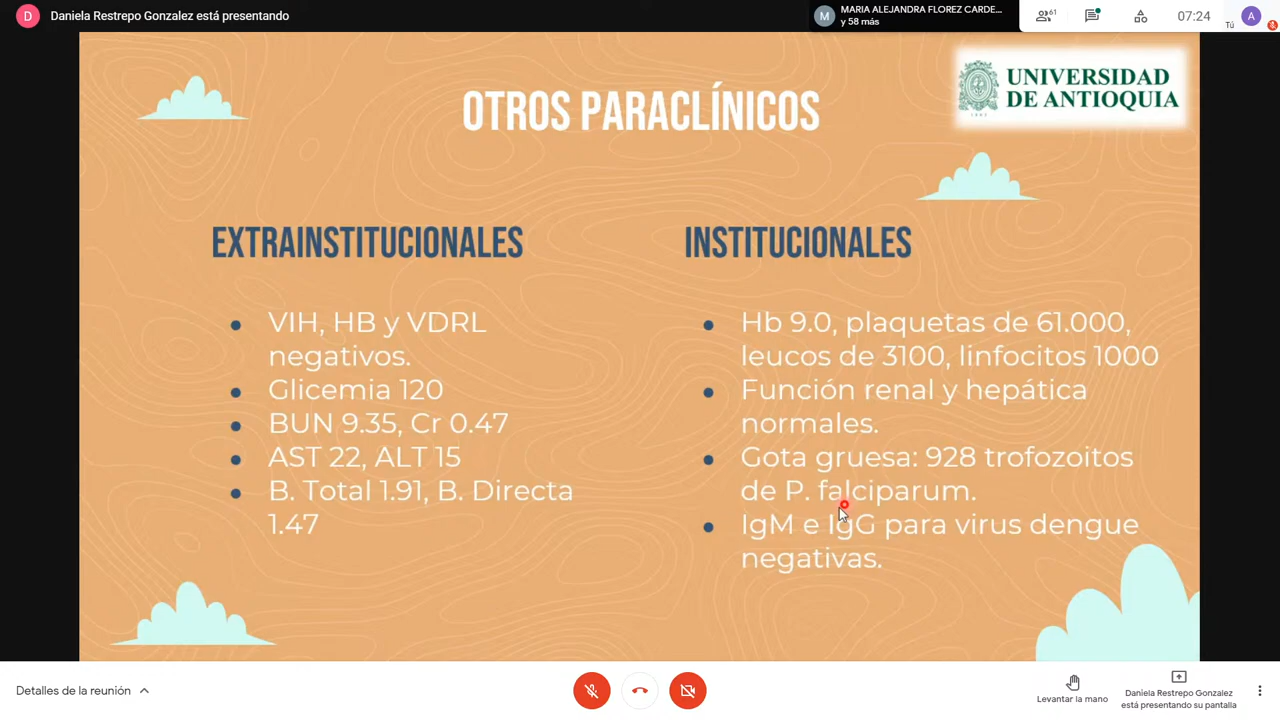 D Daniela Restrepo Gonzalez está presentando
M MARIA ALEJANDRA FLOREZ CARDE...
y 58 más
61
07:24
Tú
A
OTROS PARACLÍNICOS
UNIVERSIDAD
DE ANTIOQUIA
1803
EXTRAINSTITUCIONALES
VIH, HB y VDRL
negativos.
Glicemia 120
BUN 9.35, Cr 0.47
AST 22, ALT 15
B. Total 1.91, B. Directa
1.47
INSTITUCIONALES
Hb 9.0, plaquetas de 61.000,
leucos de 3100, linfocitos 1000
Función renal y hepática
normales.
Gota gruesa: 928 trofozoitos
de P. falciparum.
IgM e IgG para virus dengue
negativas.
Detalles de la reunión
Levantar la mano
Daniela Restrepo Gonzalez
está presentando su pantalla